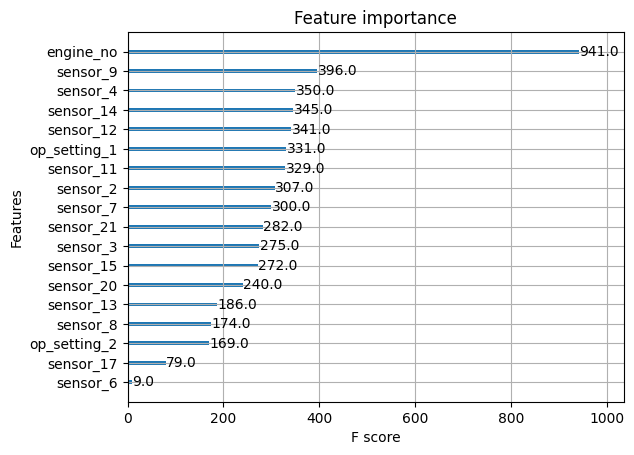 Feature importance
engine_no 941.0
sensor_9 396.0
sensor_4 350.0
sensor_14 345.0
sensor_12 341.0
op_setting_1 331.0
sensor_11 329.0
sensor_2 307.0
sensor_7 300.0
sensor_21 282.0
sensor_3 275.0
sensor_15 272.0
sensor_20 240.0
sensor_13 186.0
sensor_8 174.0
op_setting_2 169.0
sensor_17 79.0
sensor_6 9.0
Features
0 200 400 600 800 1000
F score